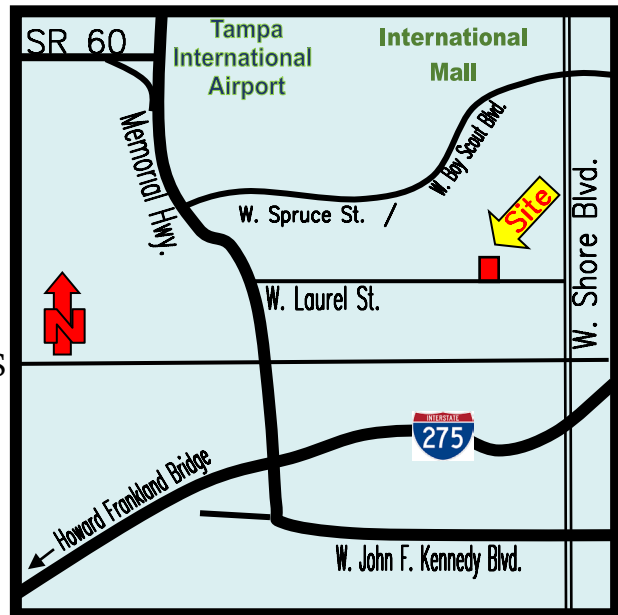 SR 60
Tampa
International
Airport
International
Mall
Memorial Hwy.
W. Boy Scout Blvd.
W. Spruce St. /
Site
W. Shore Blvd.
W. Laurel St.
N
INTERSTATE
275
Howard Frankland Bridge
W. John F. Kennedy Blvd.